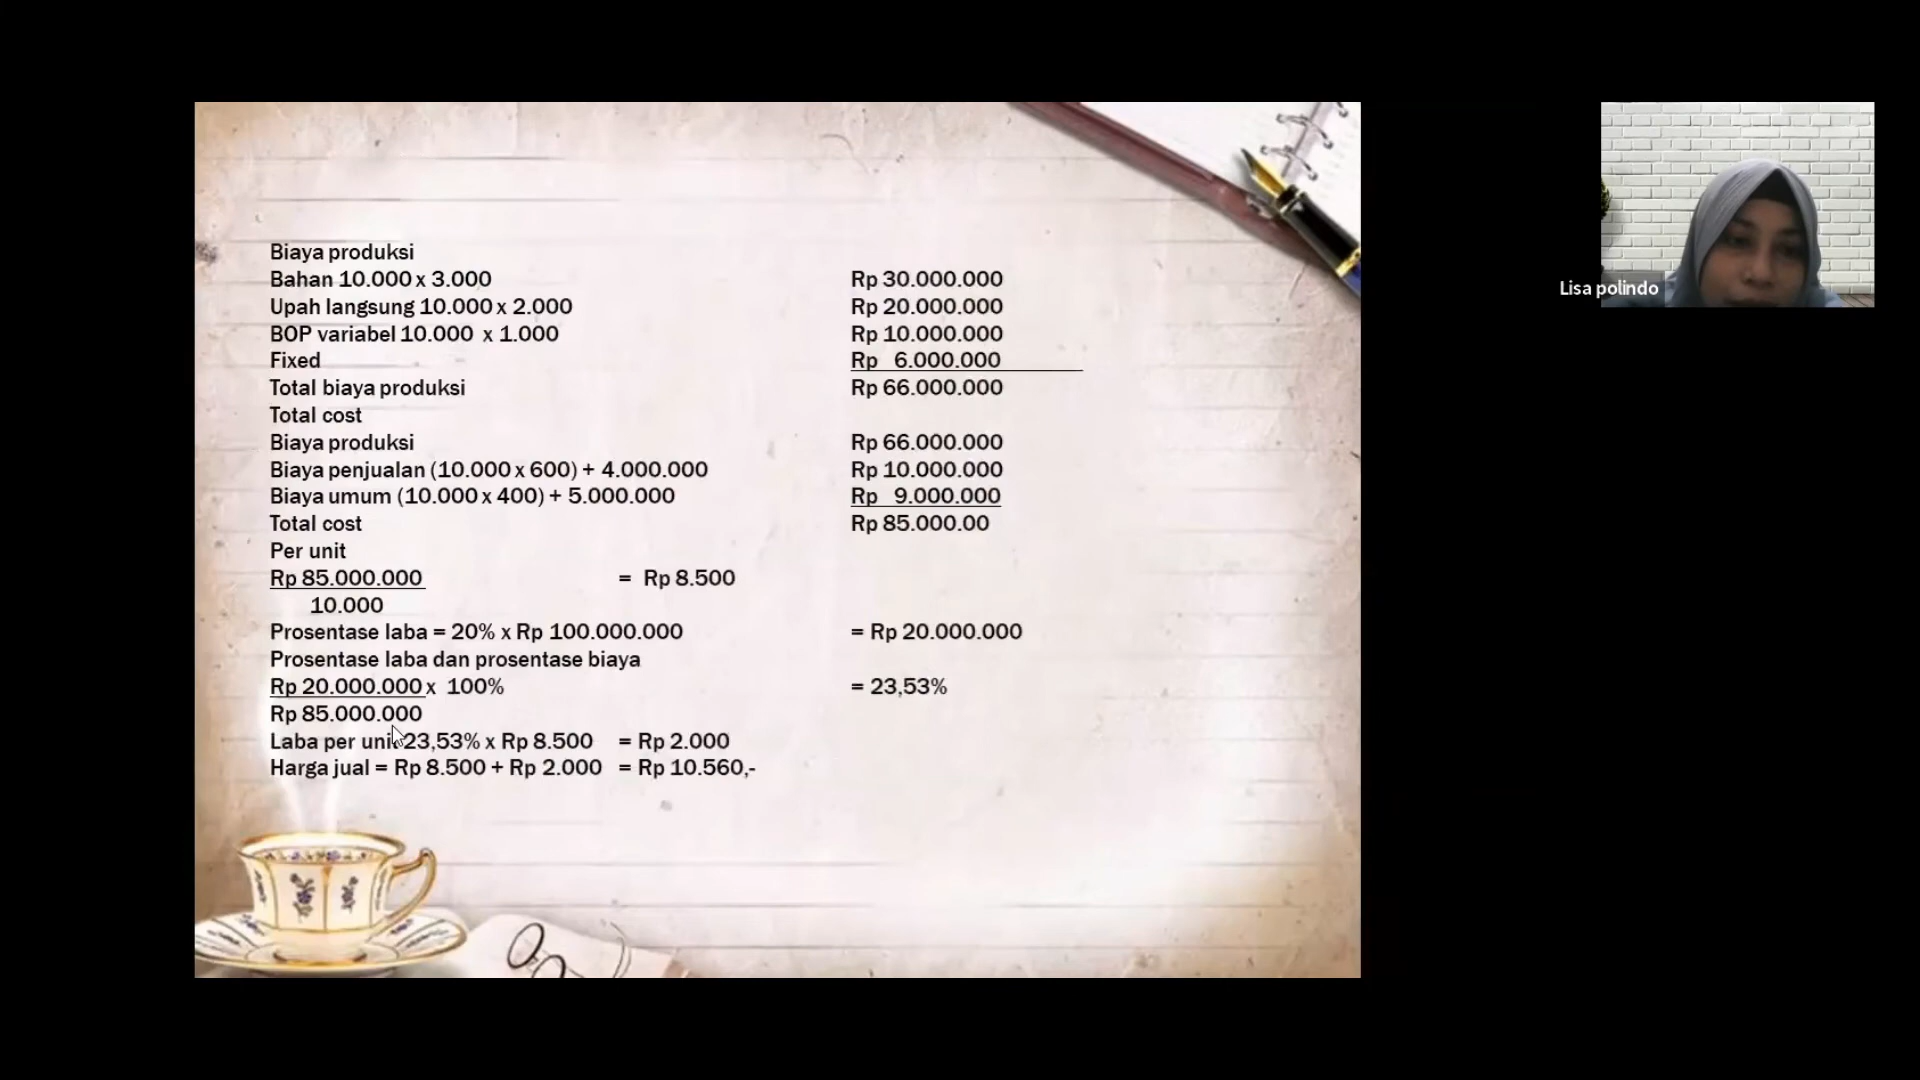 Biaya produksi
Bahan 10.000 x 3.000 Rp 30.000.000
Upah langsung 10.000 x 2.000 Rp 20.000.000
BOP variabel 10.000 x 1.000 Rp 10.000.000
Fixed Rp 6.000.000
Total biaya produksi Rp 66.000.000
Total cost
Biaya produksi Rp 66.000.000
Biaya penjualan (10.000 x 600) + 4.000.000 Rp 10.000.000
Biaya umum (10.000 x 400) + 5.000.000 Rp 9.000.000
Total cost Rp 85.000.00
Per unit
Rp 85.000.000 = Rp 8.500
10.000
Prosentase laba = 20% x Rp 100.000.000 = Rp 20.000.000
Prosentase laba dan prosentase biaya
Rp 20.000.000 x 100% = 23,53%
Rp 85.000.000
Laba per unit 23,53% x Rp 8.500 = Rp 2.000
Harga jual = Rp 8.500 + Rp 2.000 = Rp 10.560,-
Lisa polindo